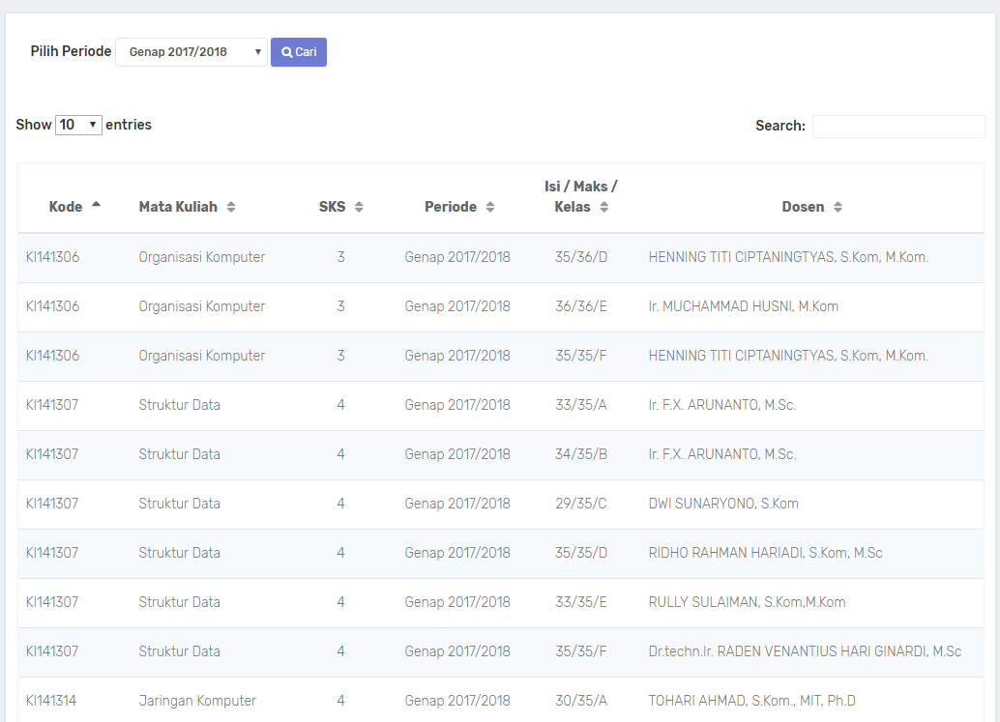 Pilih Periode Genap 2017/2018 Cari
Show 10 entries Search:
Isi / Maks /
Kode Mata Kuliah SKS Periode Kelas Dosen
KI141306 Organisasi Komputer 3 Genap 2017/2018 35/36/D HENNING TITI CIPTANINGTYAS, S.Kom, M.Kom.
KI141306 Organisasi Komputer 3 Genap 2017/2018 36/36/E Ir. MUCHAMMAD HUSNI, M.Kom
KI141306 Organisasi Komputer 3 Genap 2017/2018 35/35/F HENNING TITI CIPTANINGTYAS, S.Kom, M.Kom.
KI141307 Struktur Data 4 Genap 2017/2018 33/35/A Ir. F.X. ARUNANTO, M.Sc.
KI141307 Struktur Data 4 Genap 2017/2018 34/35/B Ir. F.X. ARUNANTO, M.Sc.
KI141307 Struktur Data 4 Genap 2017/2018 29/35/C DWI SUNARYONO, S.Kom
KI141307 Struktur Data 4 Genap 2017/2018 35/35/D RIDHO RAHMAN HARIADI, S.Kom, M.Sc
KI141307 Struktur Data 4 Genap 2017/2018 33/35/E RULLY SULAIMAN, S.Kom,M.Kom
KI141307 Struktur Data 4 Genap 2017/2018 35/35/F Dr.techn.Ir. RADEN VENANTIUS HARI GINARDI, M.Sc
KI141314 Jaringan Komputer 4 Genap 2017/2018 30/35/A TOHARI AHMAD, S.Kom., MIT, Ph.D